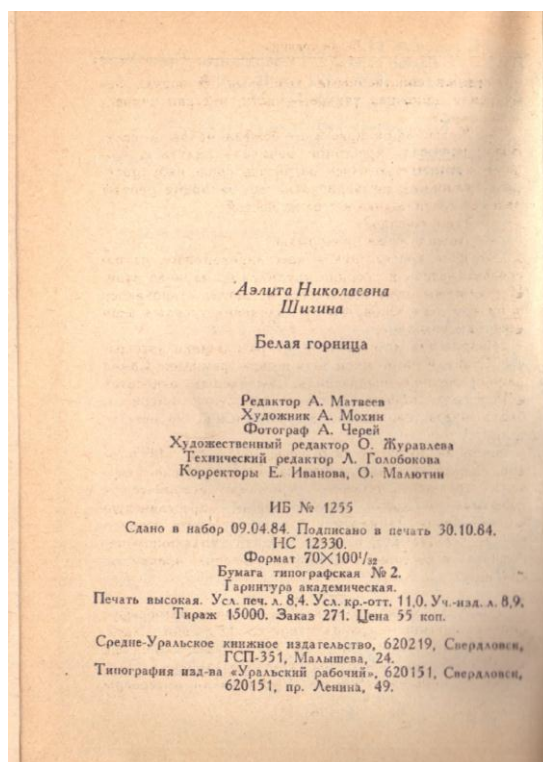 Аэлита Николаевна
Шигина
Белая горница
Редактор А. Матвеев
Художник А. Мохин
Фотограф А. Черей
Художественный редактор О. Журавлева
Технический редактор Л. Голобокова
Корректоры Е. Иванова, О. Малютин
ИБ № 1255
Сдано в набор 09.04.84. Подписано в печать 30.10.84.
НС 12330.
Формат 70×100¹/₃₂
Бумага типографская № 2.
Гарнитура академическая.
Печать высокая. Усл. печ. л. 8,4. Усл. кр.-отт. 11,0. Уч.-изд. л. 8,9.
Тираж 15000. Заказ 271. Цена 55 коп.
Средне-Уральское книжное издательство, 620219, Свердловск,
ГСП-351, Малышева, 24.
Типография изд-ва «Уральский рабочий», 620151, Свердловск,
620151, пр. Ленина, 49.